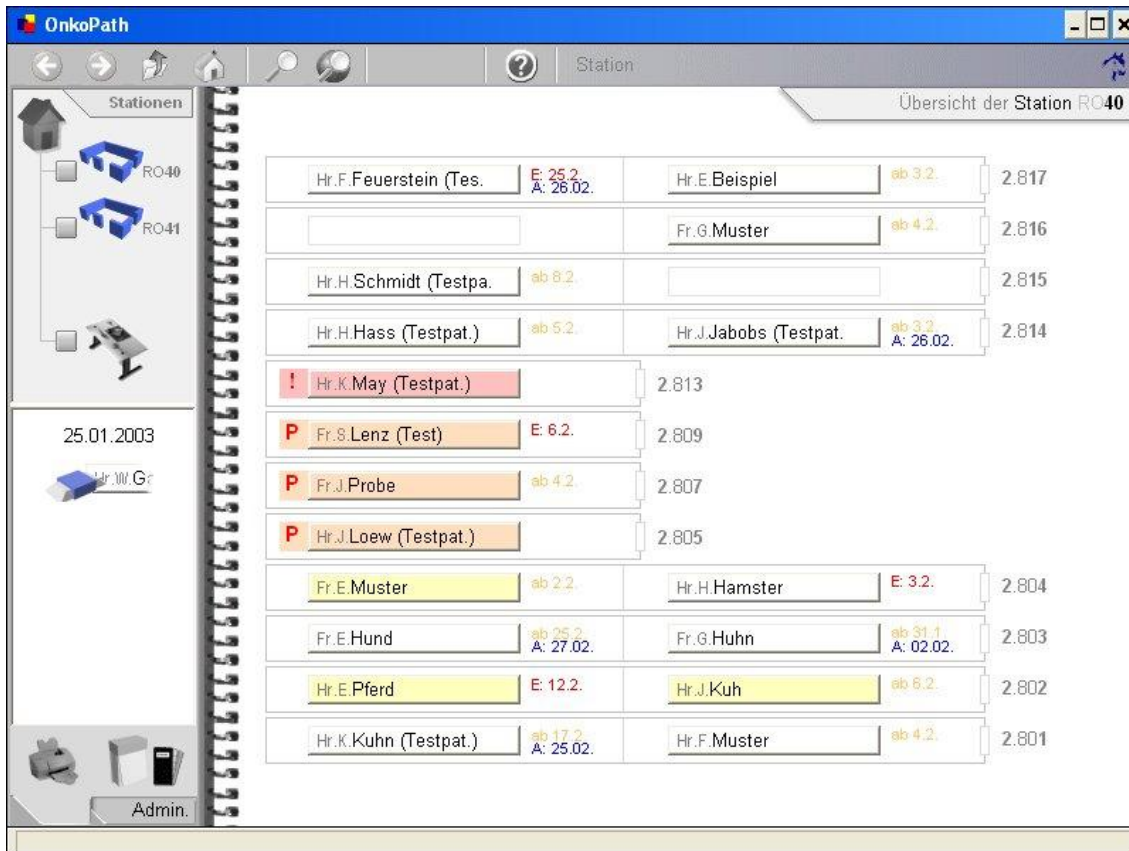 OnkoPath
Station
Stationen
Übersicht der Station RO40
RO40
RO41
25.01.2003
Hr.W.G
Admin.
Hr.F.Feuerstein (Tes. E: 25.2. A: 26.02. Hr.E.Beispiel ab 3.2. 2.817
Fr.G.Muster ab 4.2. 2.816
Hr.H.Schmidt (Testpa. ab 8.2. 2.815
Hr.H.Hass (Testpat.) ab 5.2. Hr.J.Jabobs (Testpat. ab 3.2. A: 26.02. 2.814
! Hr.K.May (Testpat.) 2.813
P Fr.S.Lenz (Test) E: 6.2. 2.809
P Fr.J.Probe ab 4.2. 2.807
P Hr.J.Loew (Testpat.) 2.805
Fr.E.Muster ab 2.2. Hr.H.Hamster E: 3.2. 2.804
Fr.E.Hund ab 25.2. A: 27.02. Fr.G.Huhn ab 31.1. A: 02.02. 2.803
Hr.E.Pferd E: 12.2. Hr.J.Kuh ab 6.2. 2.802
Hr.K.Kuhn (Testpat.) ab 17.2. A: 25.02. Hr.F.Muster ab 4.2. 2.801